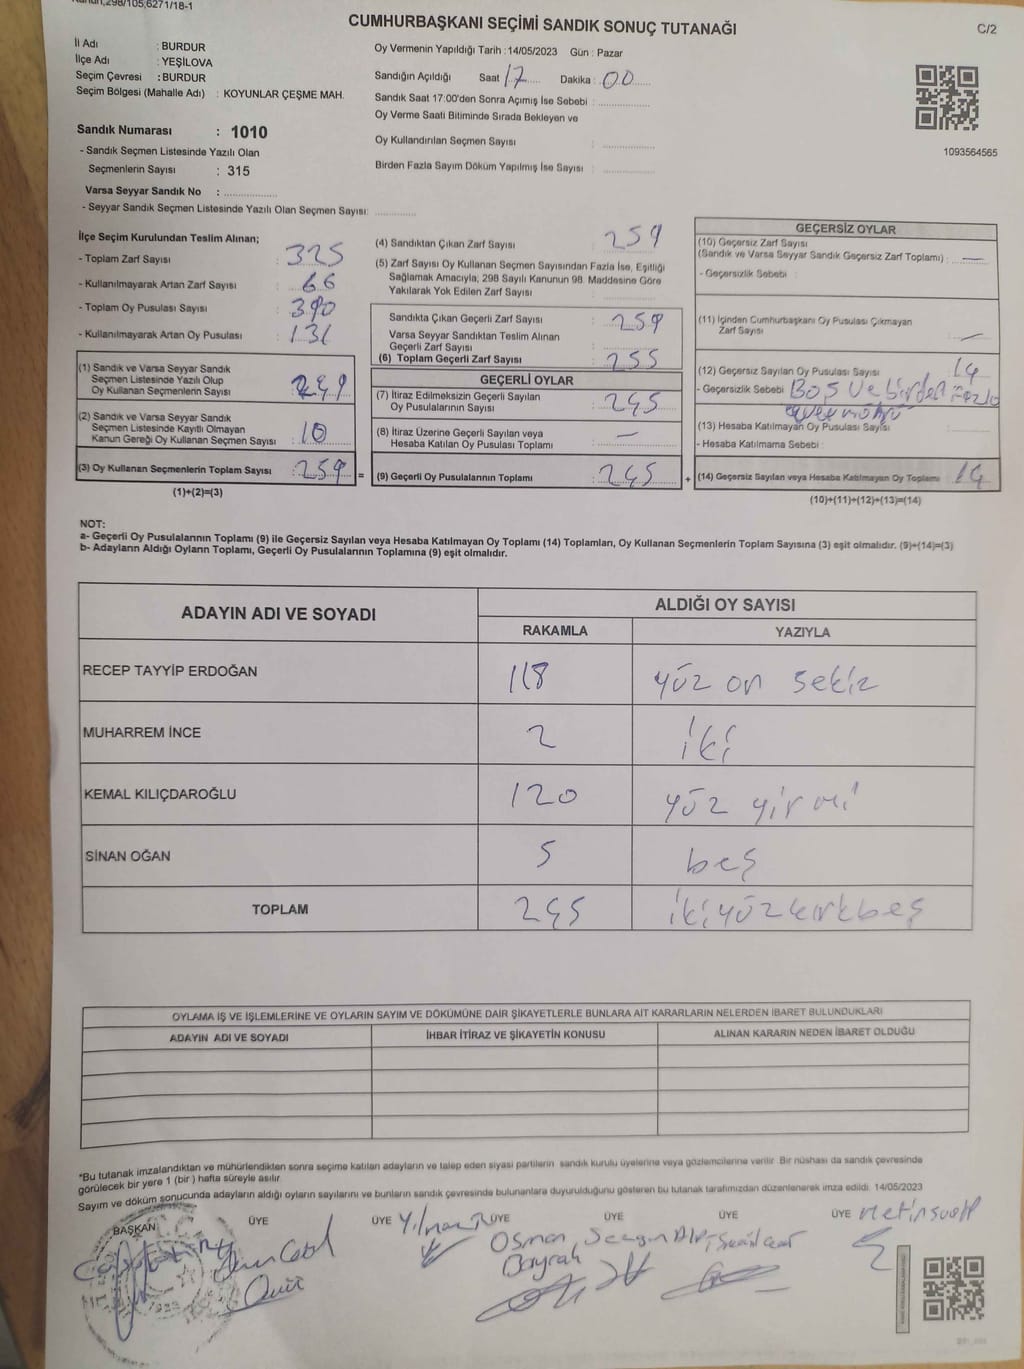 Kanun,298/105,6271/18-1
CUMHURBAŞKANI SEÇİMİ SANDIK SONUÇ TUTANAĞI
C/2
İl Adı : BURDUR
İlçe Adı : YEŞİLOVA
Seçim Çevresi : BURDUR
Seçim Bölgesi (Mahalle Adı) : KOYUNLAR ÇEŞME MAH.
Sandık Numarası : 1010
- Sandık Seçmen Listesinde Yazılı Olan
Seçmenlerin Sayısı : 315
Varsa Seyyar Sandık No :
- Seyyar Sandık Seçmen Listesinde Yazılı Olan Seçmen Sayısı:
Oy Vermenin Yapıldığı Tarih : 14/05/2023 Gün : Pazar
Sandığın Açıldığı Saat 17 Dakika : 00
Sandık Saat 17:00'den Sonra Açımış İse Sebebi :
Oy Verme Saati Bitiminde Sırada Bekleyen ve
Oy Kullandırılan Seçmen Sayısı :
Birden Fazla Sayım Döküm Yapılmış İse Sayısı :
1093564565
İlçe Seçim Kurulundan Teslim Alınan;
- Toplam Zarf Sayısı : 325
- Kullanılmayarak Artan Zarf Sayısı : 66
- Toplam Oy Pusulası Sayısı : 390
- Kullanılmayarak Artan Oy Pusulası : 131
(1) Sandık ve Varsa Seyyar Sandık
Seçmen Listesinde Yazılı Olup
Oy Kullanan Seçmenlerin Sayısı : 249
(2) Sandık ve Varsa Seyyar Sandık
Seçmen Listesinde Kayıtlı Olmayan
Kanun Gereği Oy Kullanan Seçmen Sayısı : 10
(3) Oy Kullanan Seçmenlerin Toplam Sayısı : 259
(1)+(2)=(3)
(4) Sandıktan Çıkan Zarf Sayısı : 259
(5) Zarf Sayısı Oy Kullanan Seçmen Sayısından Fazla İse, Eşitliği
Sağlamak Amacıyla, 298 Sayılı Kanunun 98. Maddesine Göre
Yakılarak Yok Edilen Zarf Sayısı :
Sandıkta Çıkan Geçerli Zarf Sayısı : 259
Varsa Seyyar Sandıktan Teslim Alınan
Geçerli Zarf Sayısı :
(6) Toplam Geçerli Zarf Sayısı : 255
GEÇERLİ OYLAR
(7) İtiraz Edilmeksizin Geçerli Sayılan
Oy Pusulalarının Sayısı : 245
(8) İtiraz Üzerine Geçerli Sayılan veya
Hesaba Katılan Oy Pusulası Toplamı : —
= (9) Geçerli Oy Pusulalarının Toplamı : 245
GEÇERSİZ OYLAR
(10) Geçersiz Zarf Sayısı
(Sandık ve Varsa Seyyar Sandık Geçersiz Zarf Toplamı) : —
- Geçersizlik Sebebi :
(11) İçinden Cumhurbaşkanı Oy Pusulası Çıkmayan
Zarf Sayısı : —
(12) Geçersiz Sayılan Oy Pusulası Sayısı : 14
- Geçersizlik Sebebi : Boş ve birden fazla
(13) Hesaba Katılmayan Oy Pusulası Sayısı
- Hesaba Katılmama Sebebi :
+ (14) Geçersiz Sayılan veya Hesaba Katılmayan Oy Toplamı : 14
(10)+(11)+(12)+(13)=(14)
NOT:
a- Geçerli Oy Pusulalarının Toplamı (9) ile Geçersiz Sayılan veya Hesaba Katılmayan Oy Toplamı (14) Toplamları, Oy Kullanan Seçmenlerin Toplam Sayısına (3) eşit olmalıdır. (9)+(14)=(3)
b- Adayların Aldığı Oyların Toplamı, Geçerli Oy Pusulalarının Toplamına (9) eşit olmalıdır.
ADAYIN ADI VE SOYADI
ALDIĞI OY SAYISI
RAKAMLA YAZIYLA
RECEP TAYYİP ERDOĞAN 118 yüz on sekiz
MUHARREM İNCE 2 iki
KEMAL KILIÇDAROĞLU 120 yüz yirmi
SİNAN OĞAN 5 beş
TOPLAM 245 ikiyüzkırkbeş
OYLAMA İŞ VE İŞLEMLERİNE VE OYLARIN SAYIM VE DÖKÜMÜNE DAİR ŞİKAYETLERLE BUNLARA AİT KARARLARIN NELERDEN İBARET BULUNDUKLARI
ADAYIN ADI VE SOYADI İHBAR İTİRAZ VE ŞİKAYETİN KONUSU ALINAN KARARIN NEDEN İBARET OLDUĞU
*Bu tutanak imzalandıktan ve mühürlendikten sonra seçime katılan adayların ve talep eden siyasi partilerin sandık kurulu üyelerine veya gözlemcilerine verilir. Bir nüshası da sandık çevresinde
görülecek bir yere 1 (bir ) hafta süreyle asılır.
Sayım ve döküm sonucunda adayların aldığı oyların sayılarını ve bunların sandık çevresinde bulunanlara duyurulduğunu gösteren bu tutanak tarafımızdan düzenlenerek imza edildi. 14/05/2023
BAŞKAN ÜYE ÜYE ÜYE ÜYE ÜYE ÜYE
Osman
Bayrak